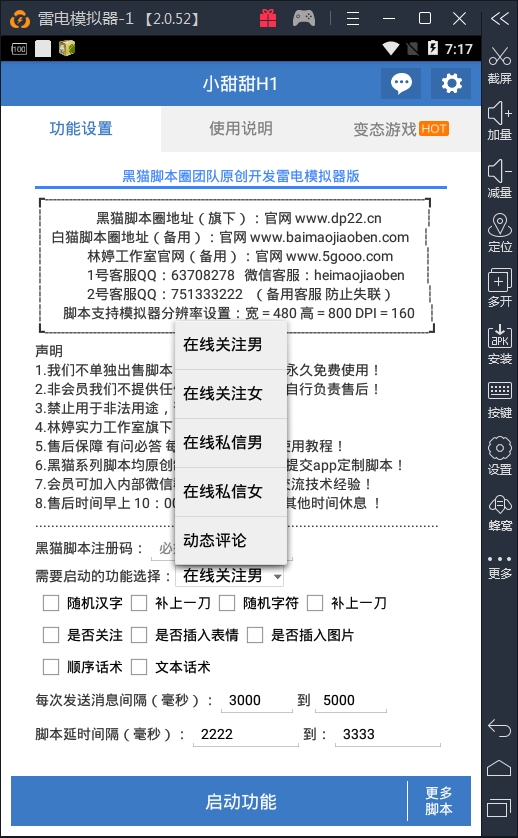 雷电模拟器-1 【2.0.52】
100
7:17
小甜甜H1
功能设置 使用说明 变态游戏 HOT
黑猫脚本圈团队原创开发雷电模拟器版
黑猫脚本圈地址（旗下）：官网 www.dp22.cn
白猫脚本圈地址（备用）：官网 www.baimaojiaoben.com
林婷工作室官网（备用）：官网 www.5gooo.com
1号客服QQ：63708278 微信客服：heimaojiaoben
2号客服QQ：751333222 （备用客服 防止失联）
脚本支持模拟器分辨率设置：宽 = 480 高 = 800 DPI = 160
声明
1.我们不单独出售脚本 永久免费使用！
2.非会员我们不提供任 自行负责售后！
3.禁止用于非法用途，
4.林婷实力工作室旗下
5.售后保障 有问必答 每 使用教程！
6.黑猫系列脚本均原创 提交app定制脚本！
7.会员可加入内部微信 交流技术经验！
8.售后时间早上 10：00 其他时间休息 ！
在线关注男
在线关注女
在线私信男
在线私信女
动态评论
黑猫脚本注册码： 必
需要启动的功能选择： 在线关注男
随机汉字 补上一刀 随机字符 补上一刀
是否关注 是否插入表情 是否插入图片
顺序话术 文本话术
每次发送消息间隔（毫秒）： 3000 到 5000
脚本延时间隔（毫秒）： 2222 到： 3333
启动功能
更多
脚本
截屏
加量
减量
定位
多开
APK
安装
按键
设置
蜂窝
更多